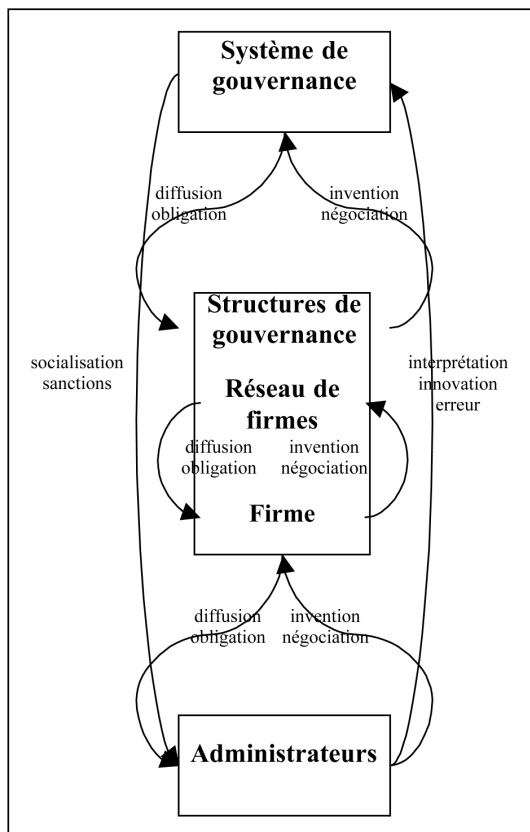 Système de
gouvernance
diffusion
obligation
invention
négociation
Structures de
gouvernance
socialisation
sanctions
interprétation
innovation
erreur
Réseau de
firmes
diffusion
obligation
invention
négociation
Firme
diffusion
obligation
invention
négociation
Administrateurs